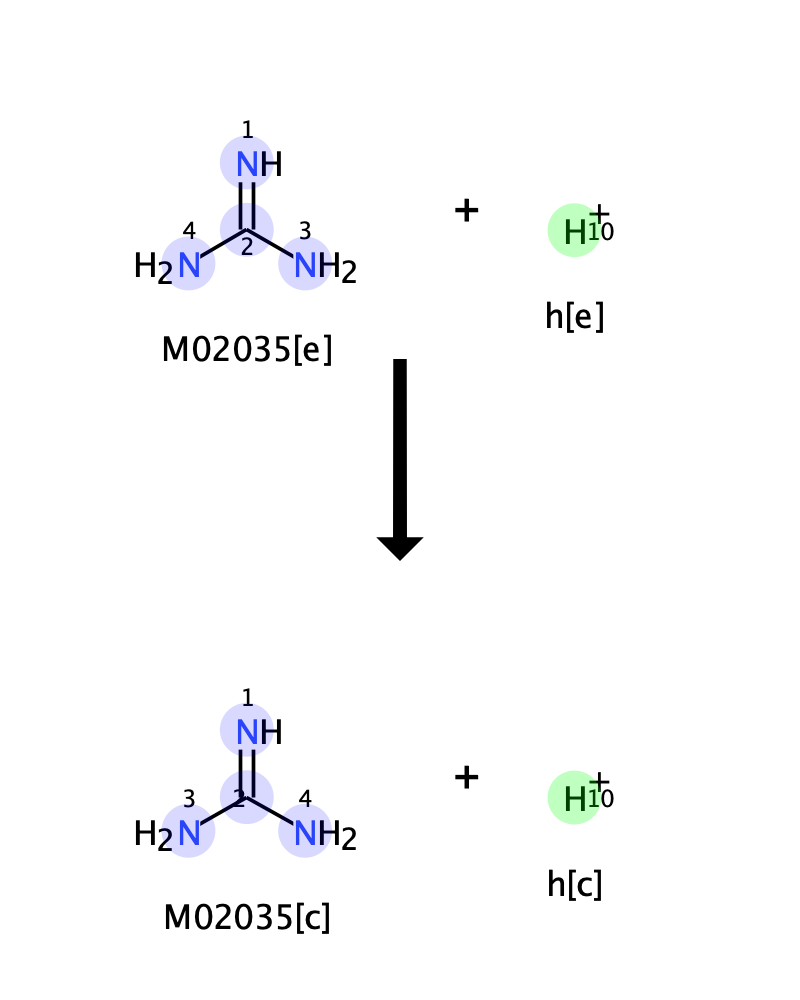 1
NH
4 3
H2N 2 NH2
+
H+ 10
h[e]
M02035[e]
1
NH
3 2 4
H2N NH2
+
H+ 10
h[c]
M02035[c]